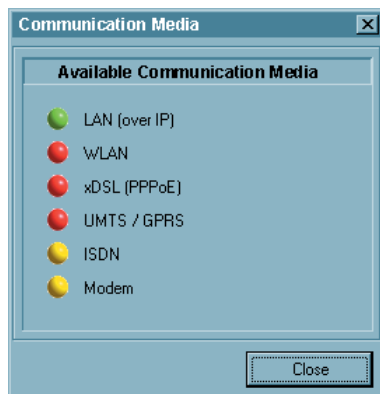 Communication Media
Available Communication Media
LAN (over IP)
WLAN
xDSL (PPPoE)
UMTS / GPRS
ISDN
Modem
Close